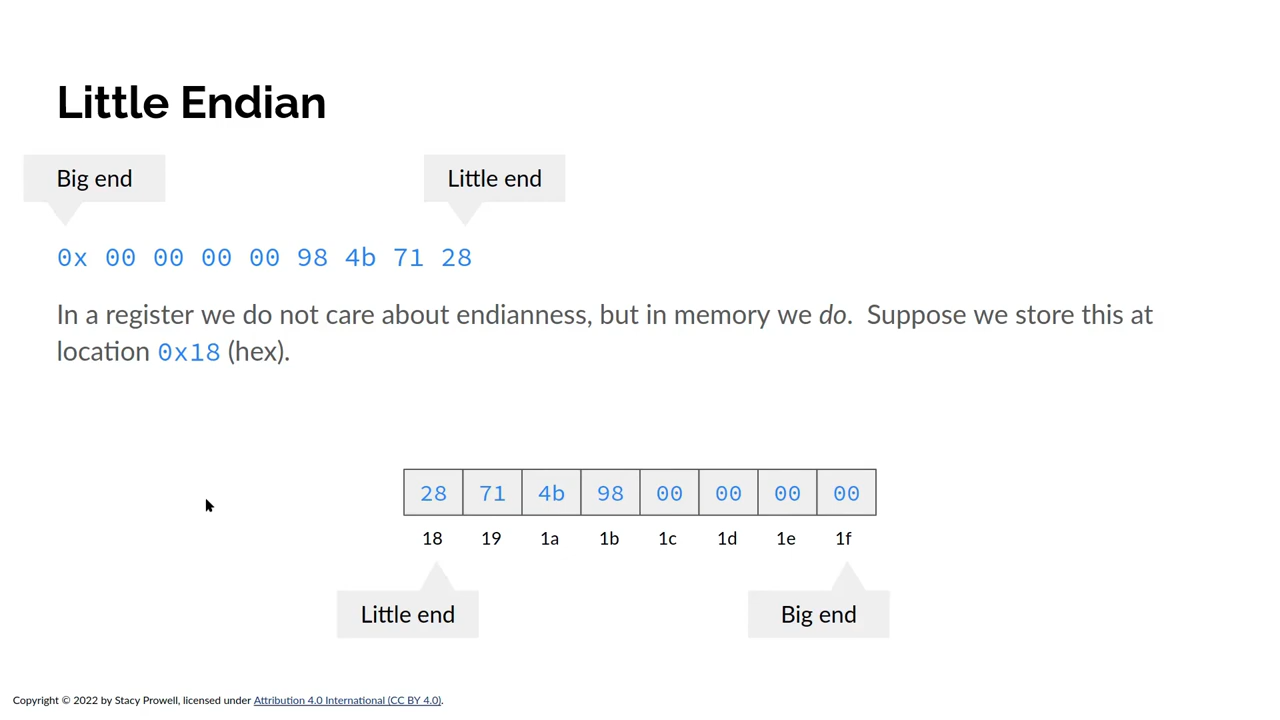 Little Endian
Big end
Little end
0x 00 00 00 00 98 4b 71 28
In a register we do not care about endianness, but in memory we do. Suppose we store this at
location 0x18 (hex).
28 71 4b 98 00 00 00 00
18 19 1a 1b 1c 1d 1e 1f
Little end
Big end
Copyright © 2022 by Stacy Prowell, licensed under Attribution 4.0 International (CC BY 4.0).